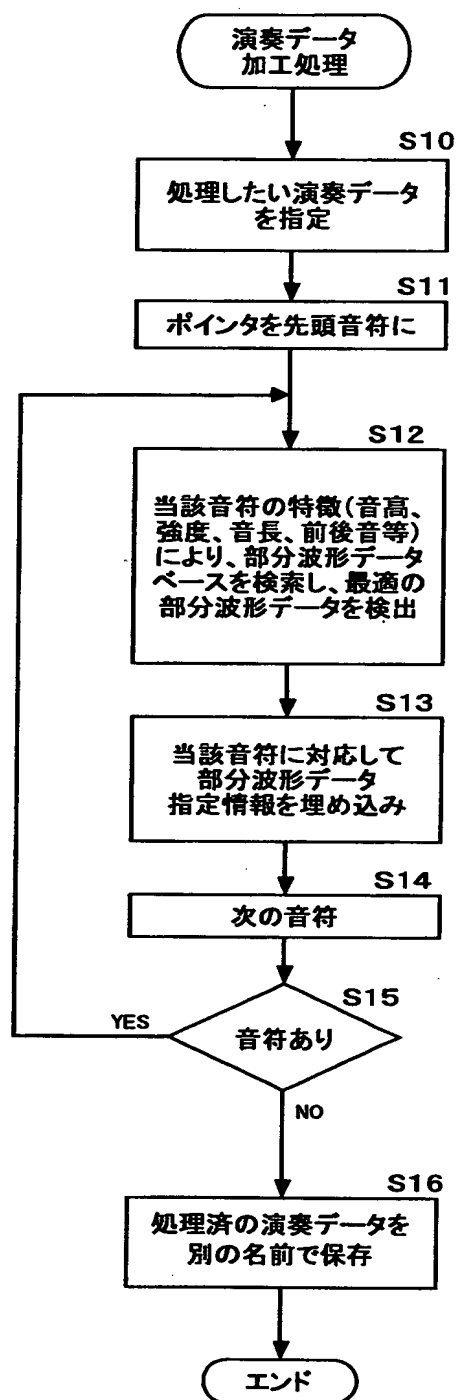 演奏データ
加工処理
S10
処理したい演奏データ
を指定
S11
ポインタを先頭音符に
S12
当該音符の特徴(音高、
強度、音長、前後音等)
により、部分波形データ
ベースを検索し、最適の
部分波形データを検出
S13
当該音符に対応して
部分波形データ
指定情報を埋め込み
S14
次の音符
S15
音符あり
YES
NO
S16
処理済の演奏データを
別の名前で保存
エンド